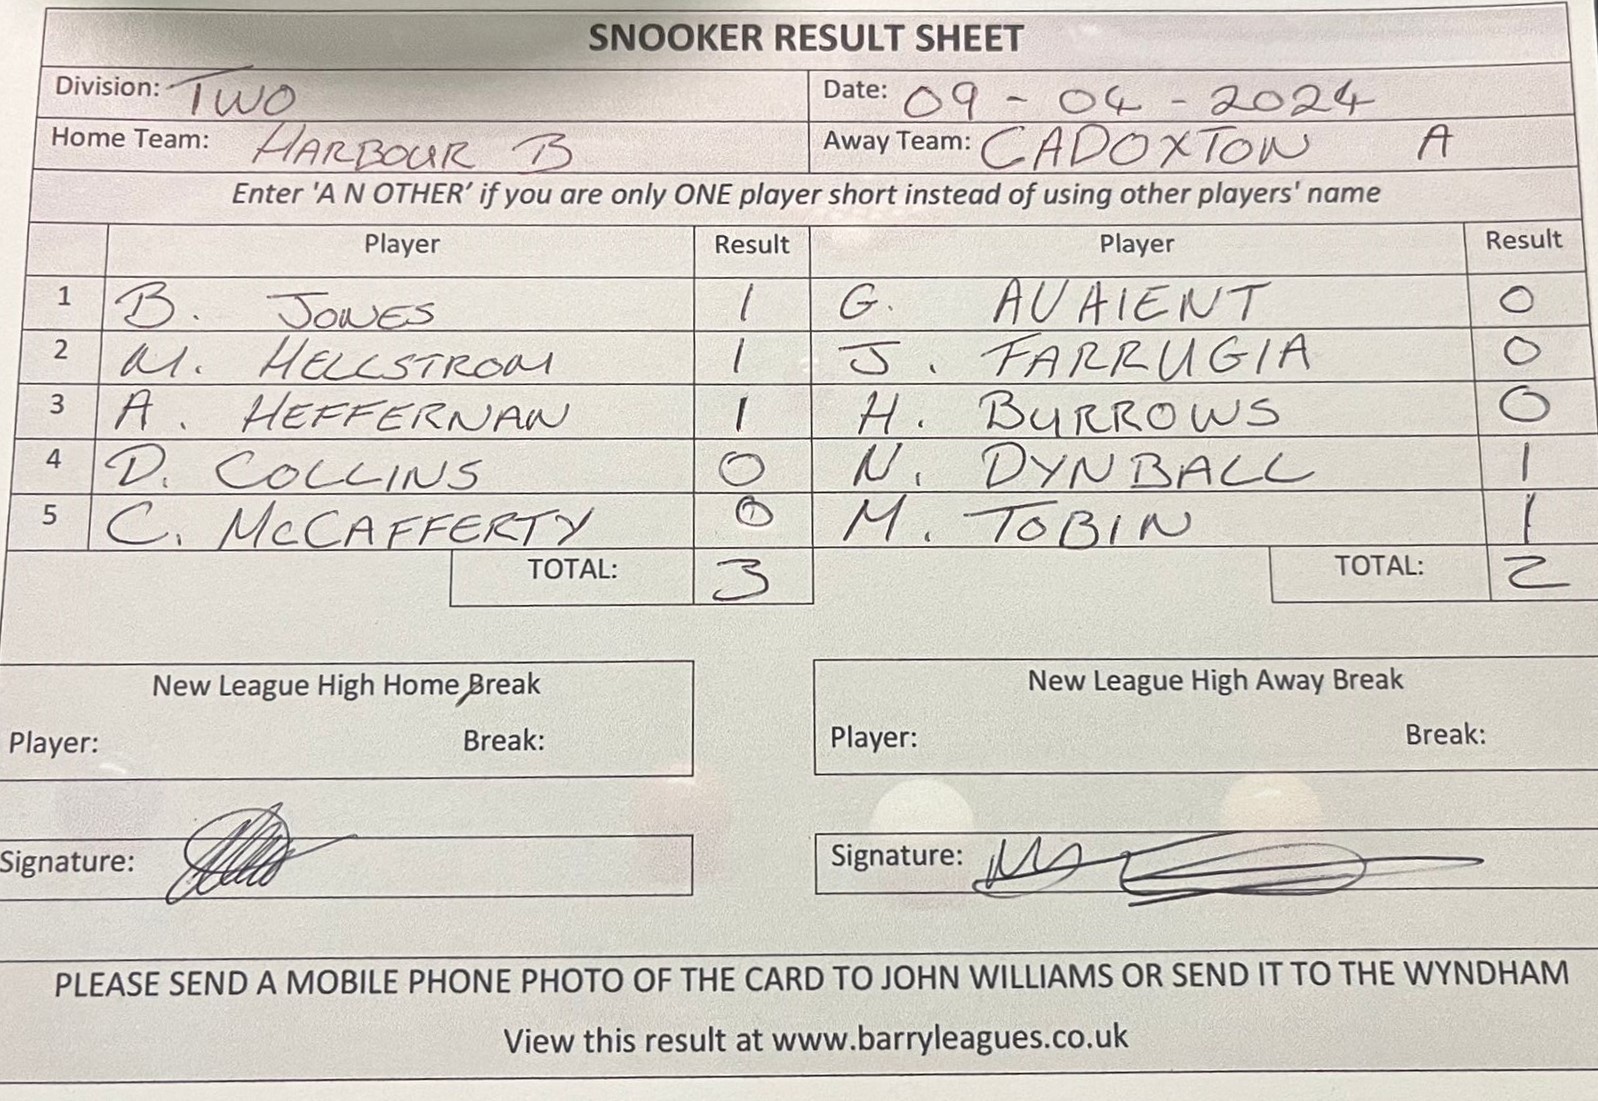 SNOOKER RESULT SHEET
Division: TWO Date: 09 - 04 - 2024
Home Team: HARBOUR B Away Team: CADOXTON A
Enter 'A N OTHER' if you are only ONE player short instead of using other players' name
Player Result Player Result
1 B. JONES 1 G. AVAIENT 0
2 M. HELLSTROM 1 J. FARRUGIA 0
3 A. HEFFERNAN 1 H. BURROWS 0
4 D. COLLINS 0 N. DYNBALL 1
5 C. McCAFFERTY 0 M. TOBIN 1
TOTAL: 3 TOTAL: 2
New League High Home Break New League High Away Break
Player: Break: Player: Break:
Signature: Signature:
PLEASE SEND A MOBILE PHONE PHOTO OF THE CARD TO JOHN WILLIAMS OR SEND IT TO THE WYNDHAM
View this result at www.barryleagues.co.uk